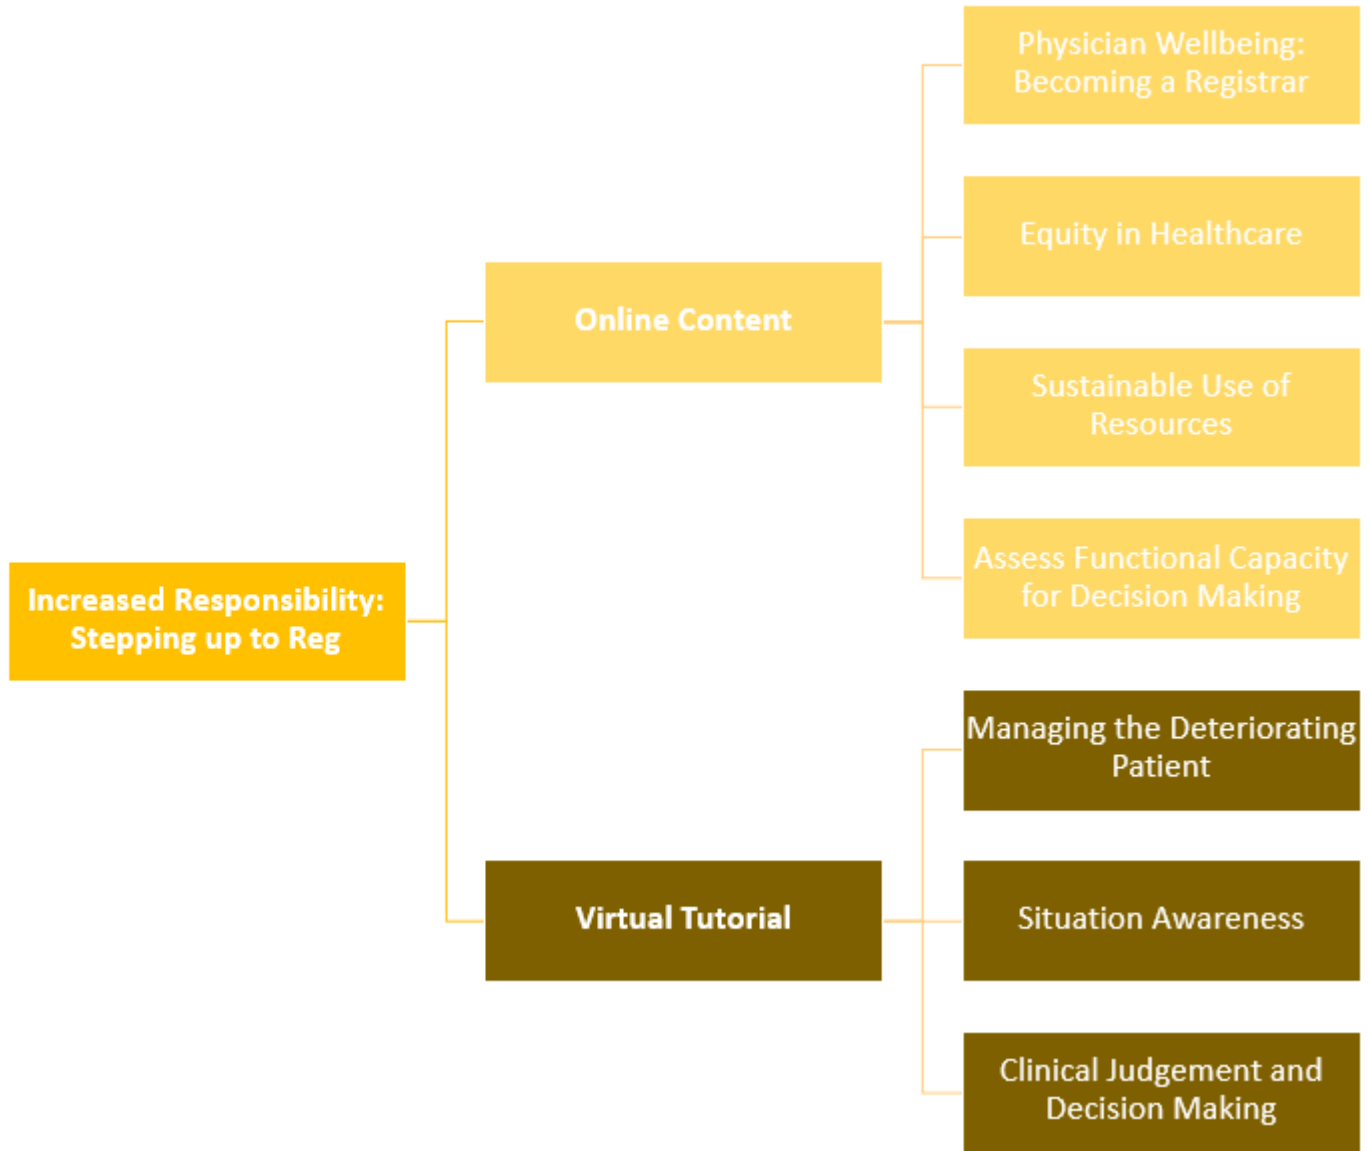 Physician Wellbeing:
Becoming a Registrar
Equity in Healthcare
Online Content
Sustainable Use of
Resources
Assess Functional Capacity
for Decision Making
Increased Responsibility:
Stepping up to Reg
Managing the Deteriorating
Patient
Virtual Tutorial
Situation Awareness
Clinical Judgement and
Decision Making